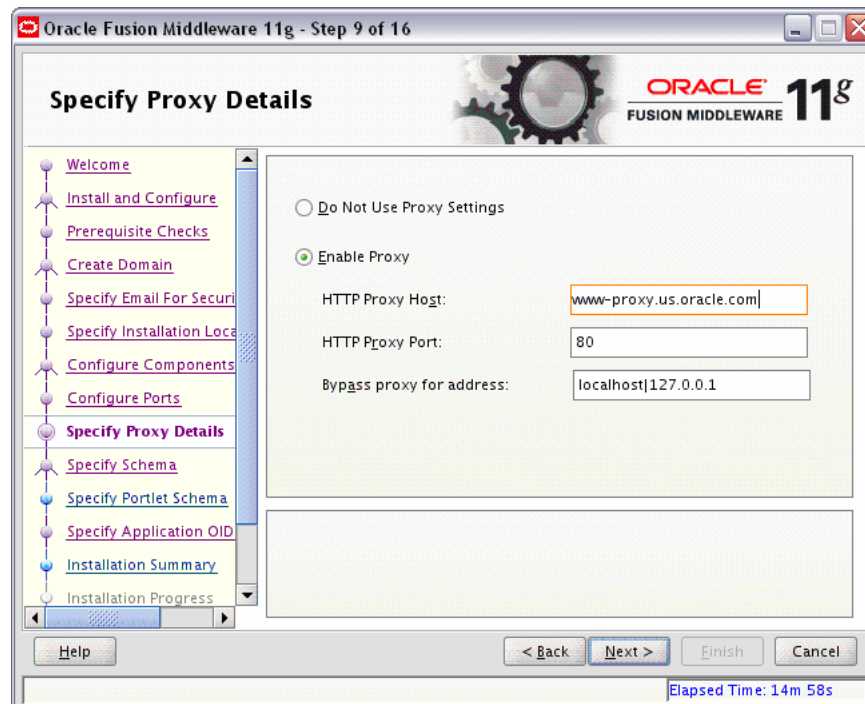 Oracle Fusion Middleware 11g - Step 9 of 16
Specify Proxy Details
ORACLE
FUSION MIDDLEWARE
11g
Welcome
Install and Configure
Prerequisite Checks
Create Domain
Specify Email For Securi
Specify Installation Loca
Configure Components
Configure Ports
Specify Proxy Details
Specify Schema
Specify Portlet Schema
Specify Application OID
Installation Summary
Installation Progress
Do Not Use Proxy Settings
Enable Proxy
HTTP Proxy Host: www-proxy.us.oracle.com
HTTP Proxy Port: 80
Bypass proxy for address: localhost|127.0.0.1
Help < Back Next > Finish Cancel
Elapsed Time: 14m 58s